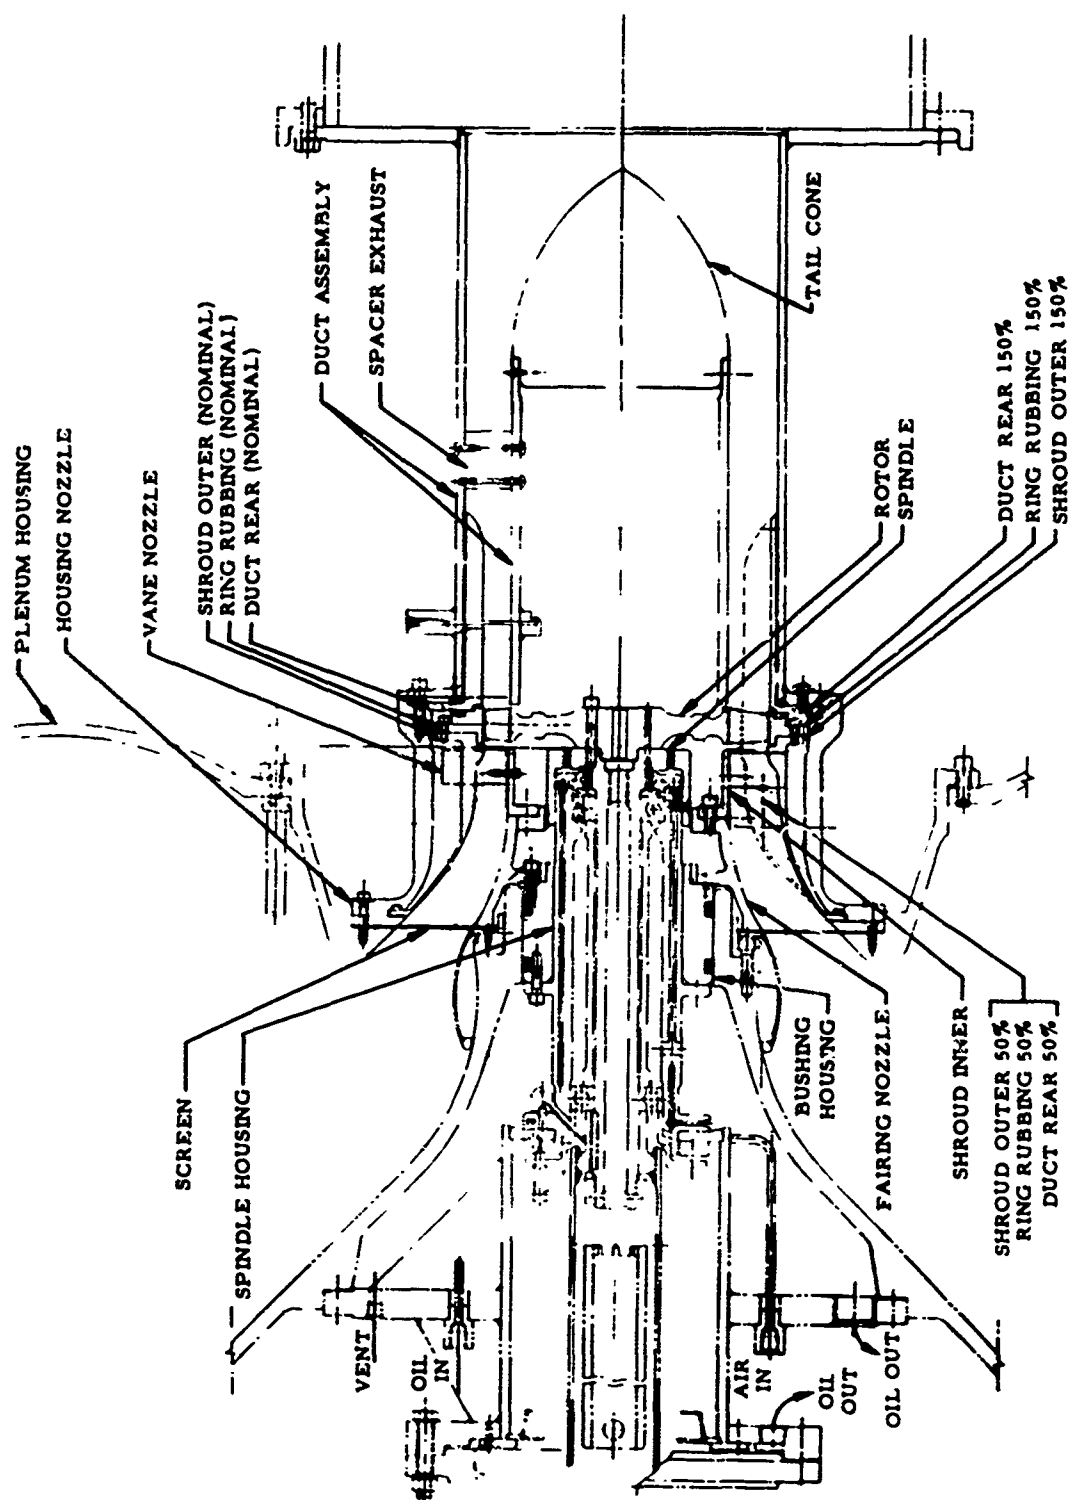 PLENUM HOUSING
HOUSING NOZZLE
VANE NOZZLE
SHROUD OUTER (NOMINAL)
RING RUBBING (NOMINAL)
DUCT REAR (NOMINAL)
DUCT ASSEMBLY
SPACER EXHAUST
TAIL CONE
ROTOR
SPINDLE
DUCT REAR 150%
RING RUBBING 150%
SHROUD OUTER 150%
SCREEN
SPINDLE HOUSING
BUSHING
HOUSING
FAIRING NOZZLE
SHROUD INNER
SHROUD OUTER 50%
RING RUBBING 50%
DUCT REAR 50%
VENT
OIL
IN
AIR
IN
OIL
OUT
OIL OUT